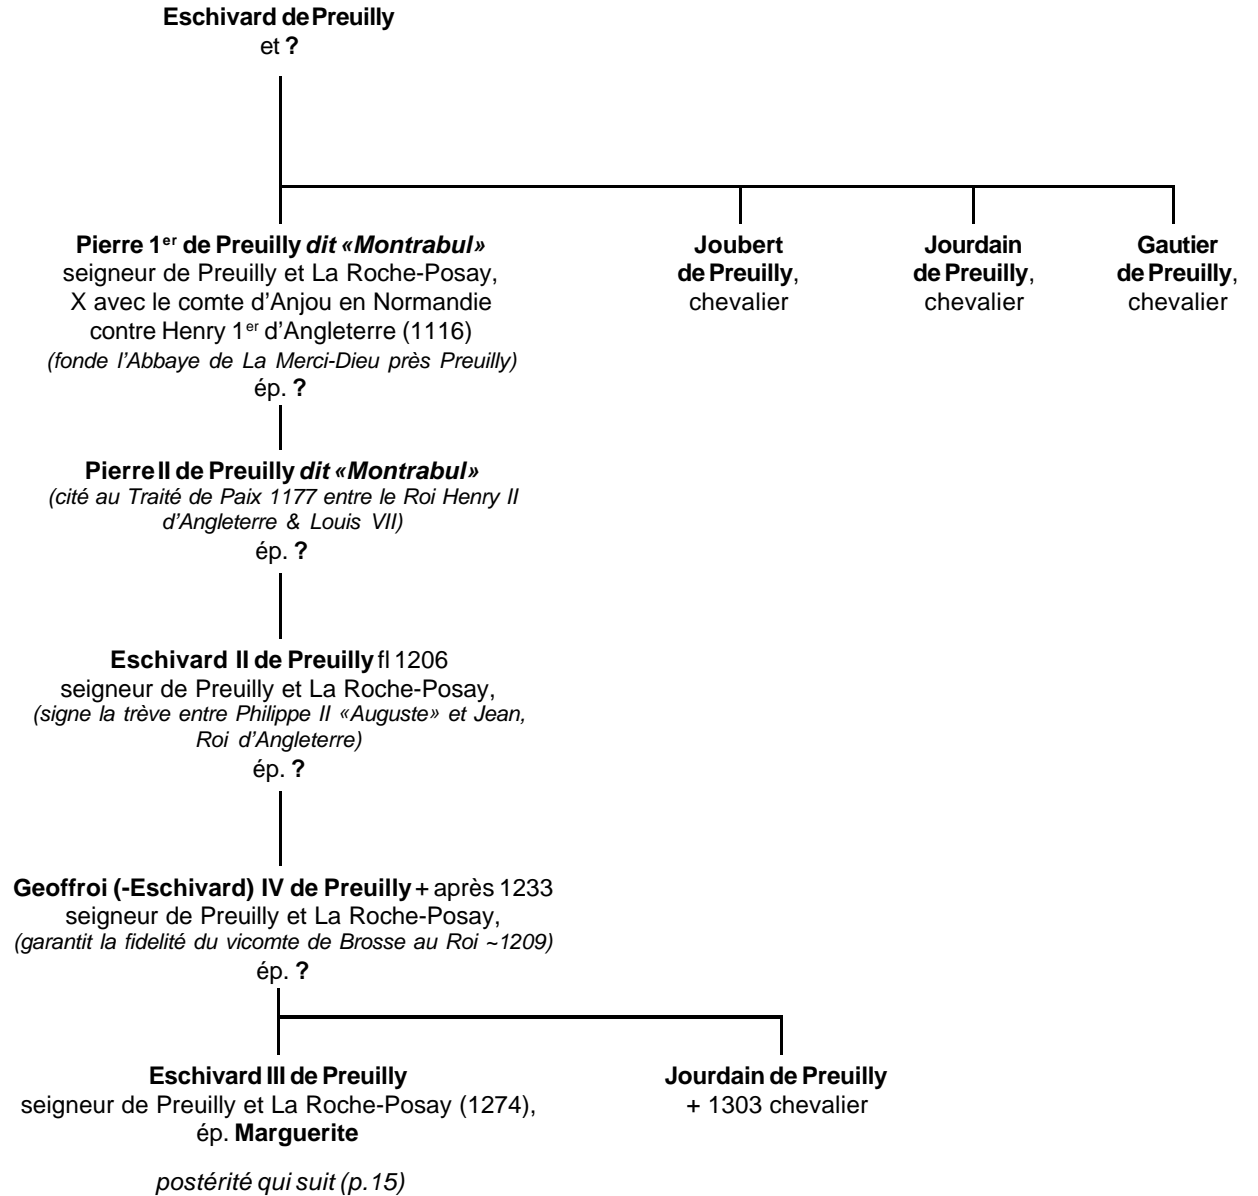 Eschivard de Preuilly
et ?
Pierre 1er de Preuilly dit «Montrabul»
seigneur de Preuilly et La Roche-Posay,
X avec le comte d'Anjou en Normandie
contre Henry 1er d'Angleterre (1116)
(fonde l'Abbaye de La Merci-Dieu près Preuilly)
ép. ?
Joubert
de Preuilly,
chevalier
Jourdain
de Preuilly,
chevalier
Gautier
de Preuilly,
chevalier
Pierre II de Preuilly dit «Montrabul»
(cité au Traité de Paix 1177 entre le Roi Henry II
d'Angleterre & Louis VII)
ép. ?
Eschivard II de Preuilly fl 1206
seigneur de Preuilly et La Roche-Posay,
(signe la trève entre Philippe II «Auguste» et Jean,
Roi d'Angleterre)
ép. ?
Geoffroi (-Eschivard) IV de Preuilly + après 1233
seigneur de Preuilly et La Roche-Posay,
(garantit la fidelité du vicomte de Brosse au Roi ~1209)
ép. ?
Eschivard III de Preuilly
seigneur de Preuilly et La Roche-Posay (1274),
ép. Marguerite
postérité qui suit (p.15)
Jourdain de Preuilly
+ 1303 chevalier